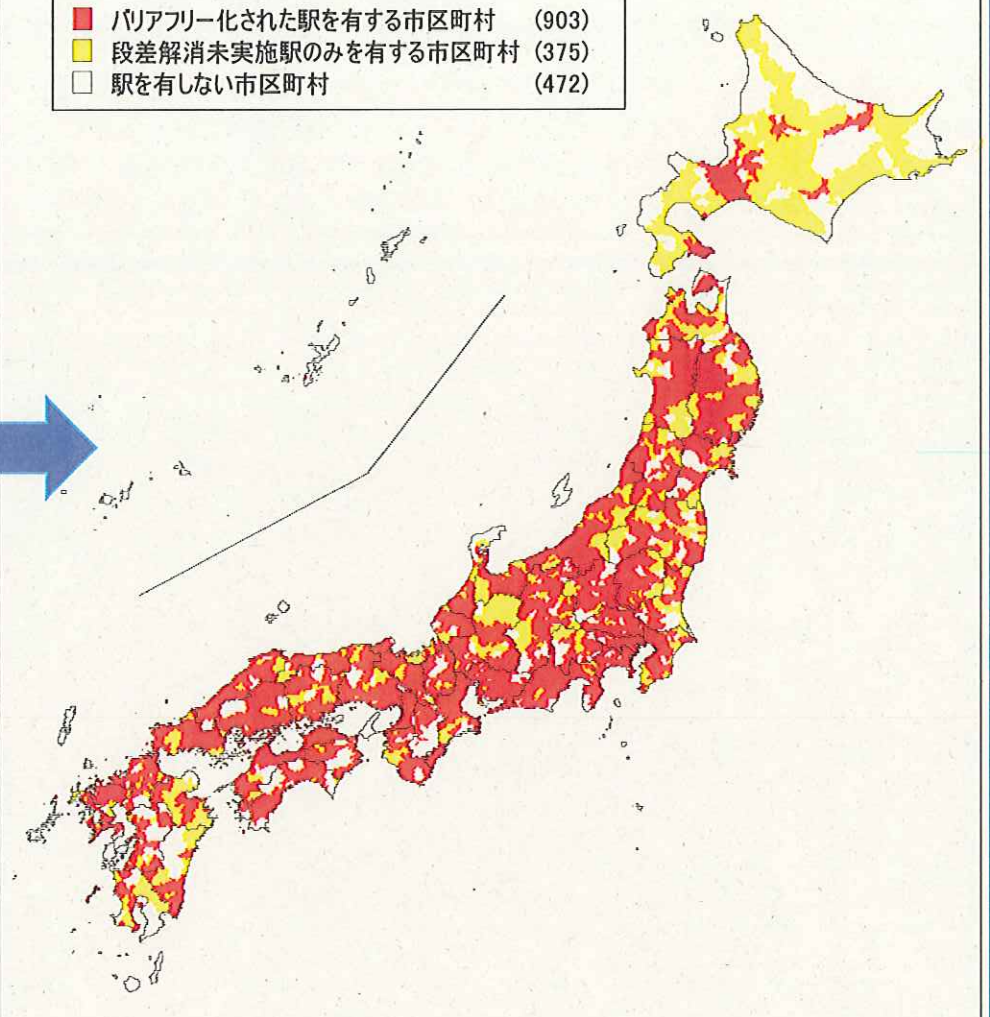 バリアフリー化された駅を有する市区町村 (903)
段差解消未実施駅のみを有する市区町村 (375)
駅を有しない市区町村 (472)